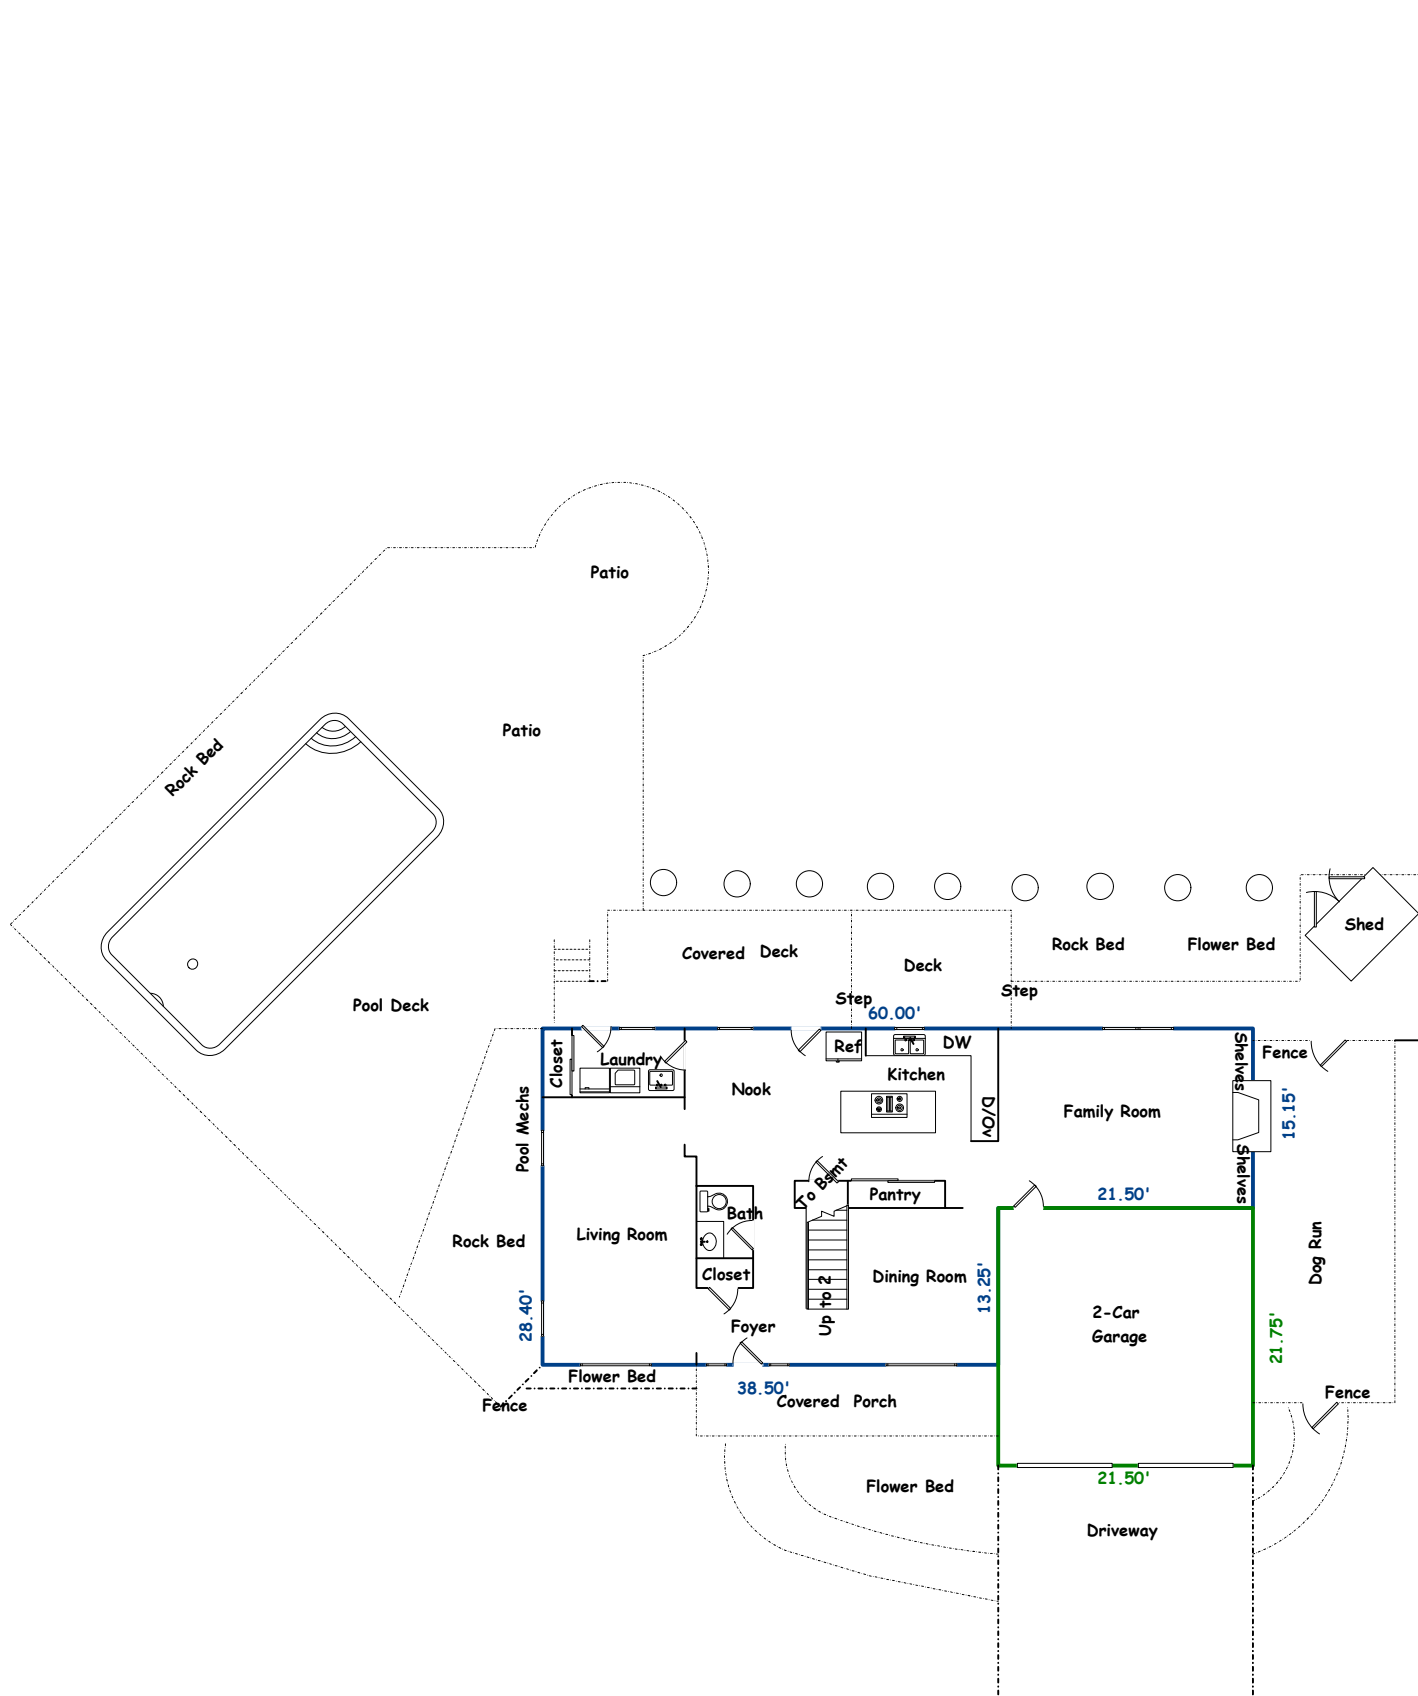 Patio
Patio
Rock Bed
Pool Deck
Covered Deck
Deck
Rock Bed
Flower Bed
Shed
Step
Step
60.00'
Closet
Laundry
Ref
DW
Shelves
Fence
Nook
Kitchen
Pool Mechs
D/Ov
Family Room
15.15'
Shelves
To Bsmt
Pantry
21.50'
Bath
Rock Bed
Living Room
Dog Run
Closet
Dining Room
13.25'
28.40'
Up to 2
Foyer
2-Car
Garage
21.75'
Flower Bed
38.50'
Covered Porch
Fence
Fence
21.50'
Flower Bed
Driveway